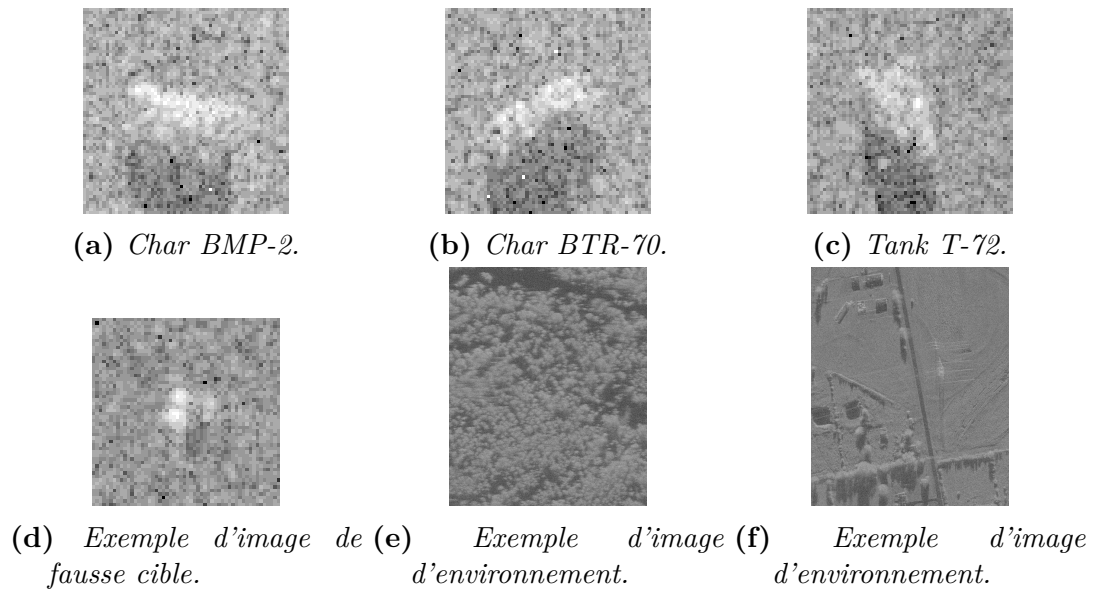 (a) Char BMP-2.
(b) Char BTR-70.
(c) Tank T-72.
(d) Exemple d'image de
fausse cible.
(e) Exemple d'image
d'environnement.
(f) Exemple d'image
d'environnement.